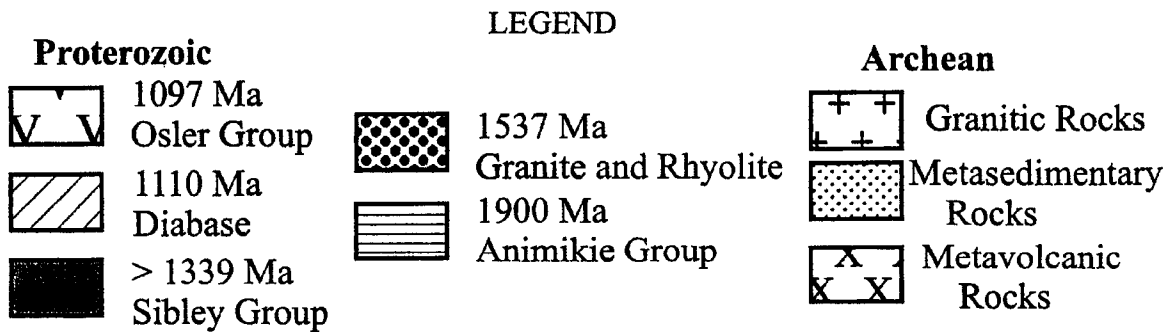 LEGEND
Proterozoic
1097 Ma
Osler Group
1110 Ma
Diabase
> 1339 Ma
Sibley Group
1537 Ma
Granite and Rhyolite
1900 Ma
Animikie Group
Archean
Granitic Rocks
Metasedimentary
Rocks
Metavolcanic
Rocks